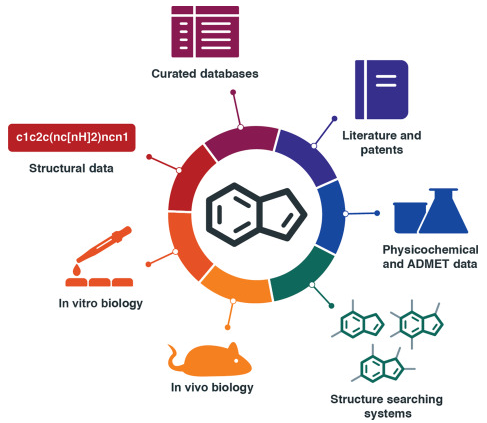 Curated databases
Literature and
patents
c1c2c(nc[nH]2)ncn1
Structural data
Physicochemical
and ADMET data
In vitro biology
In vivo biology
Structure searching
systems